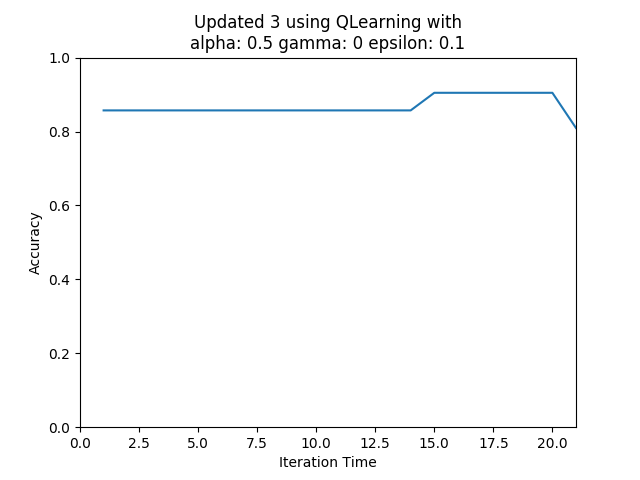 Updated 3 using QLearning with
alpha: 0.5 gamma: 0 epsilon: 0.1
1.0
0.8
0.6
0.4
0.2
0.0
Accuracy
0.0 2.5 5.0 7.5 10.0 12.5 15.0 17.5 20.0
Iteration Time